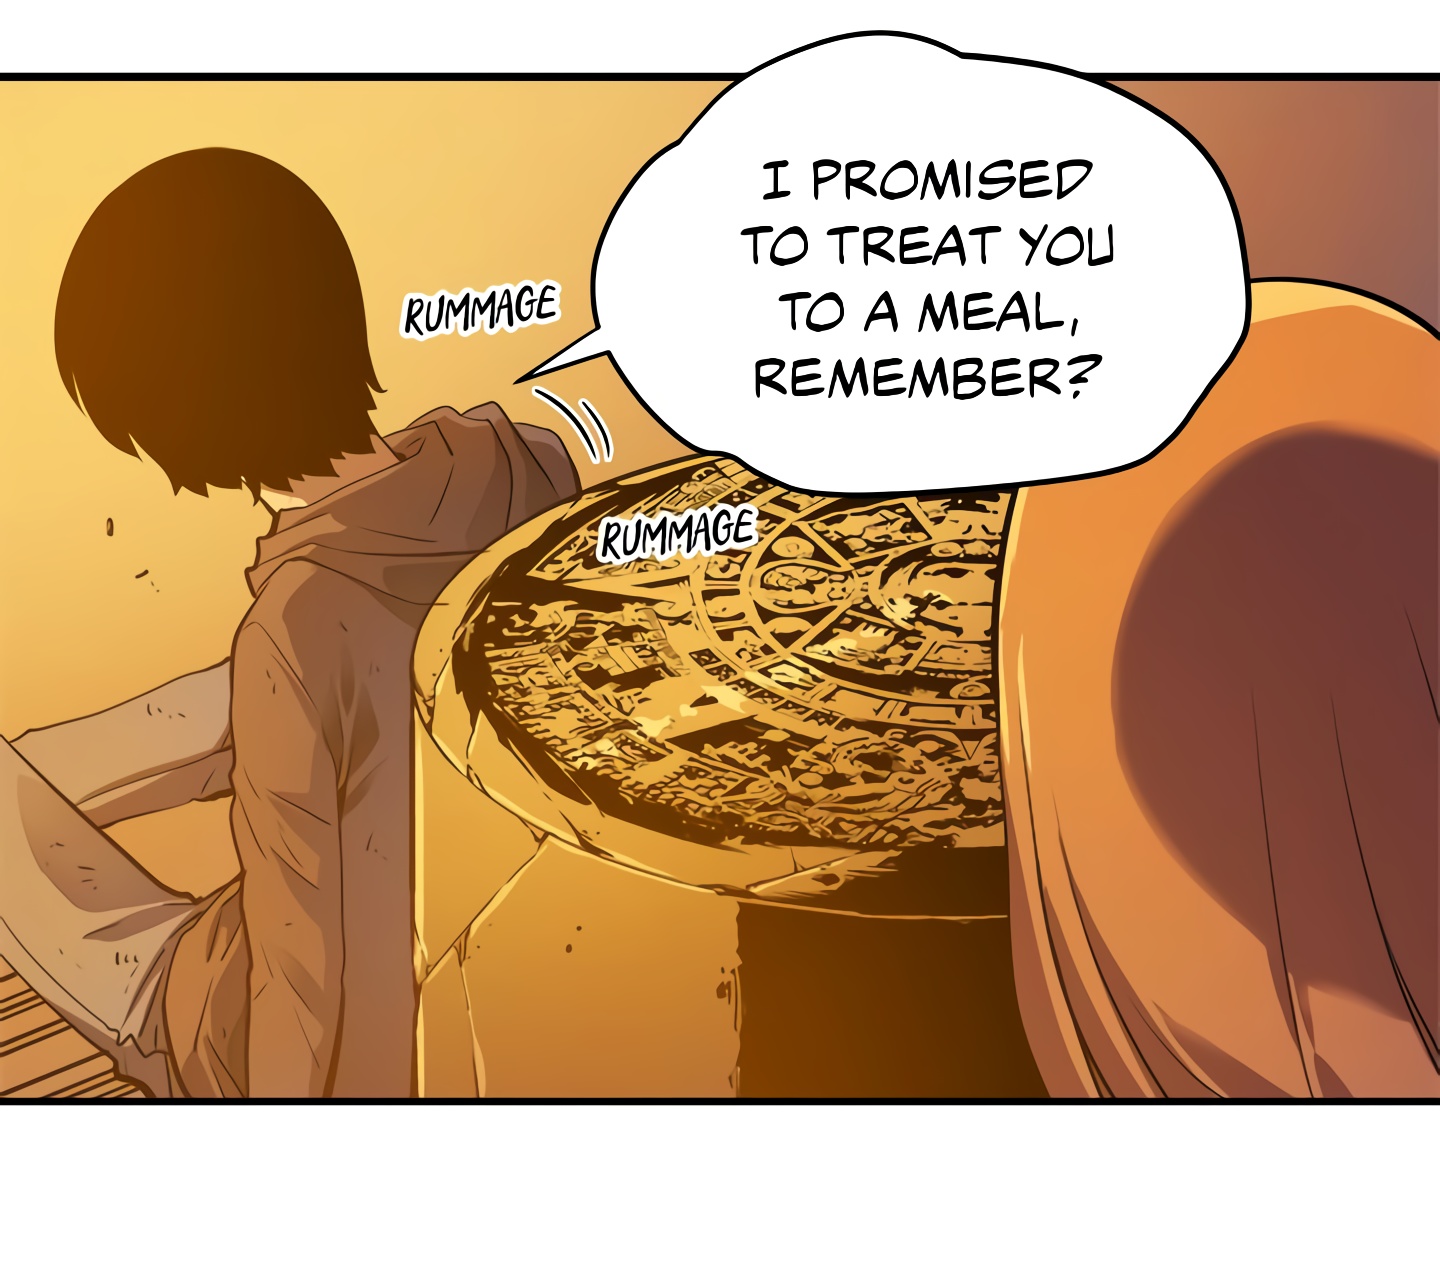 I PROMISED
TO TREAT YOU
TO A MEAL,
REMEMBER?
RUMMAGE
RUMMAGE